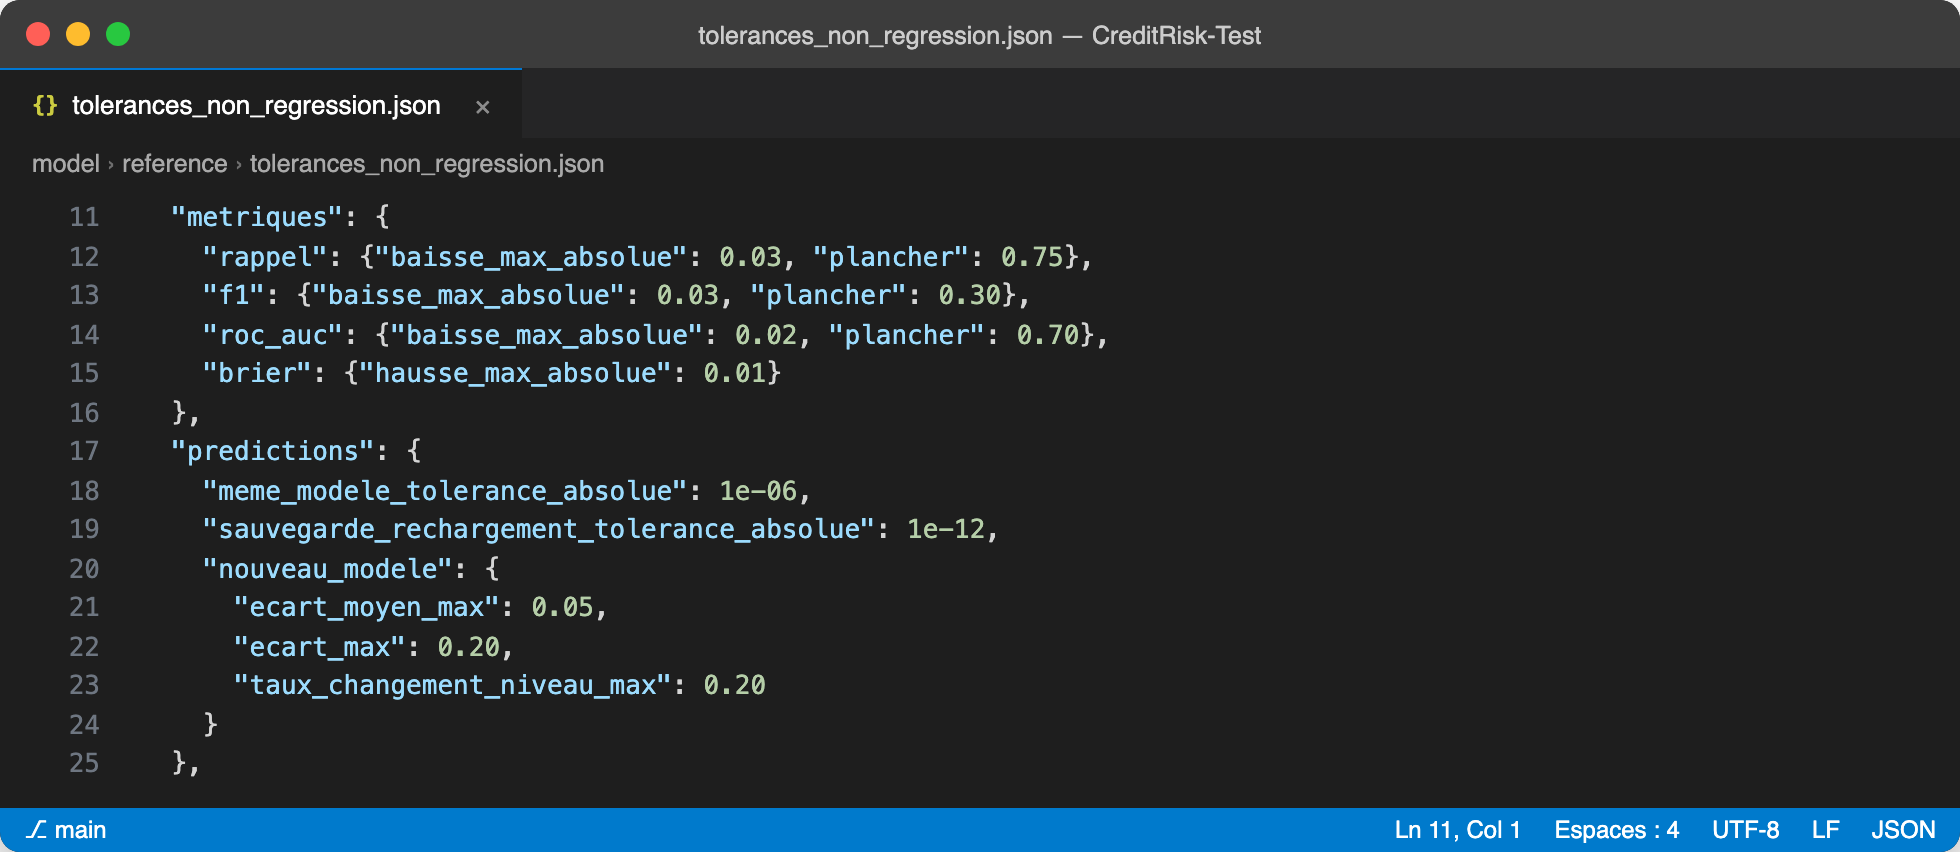 tolerances_non_regression.json — CreditRisk-Test
{} tolerances_non_regression.json ×
model › reference › tolerances_non_regression.json
11 "metriques": {
12 "rappel": {"baisse_max_absolue": 0.03, "plancher": 0.75},
13 "f1": {"baisse_max_absolue": 0.03, "plancher": 0.30},
14 "roc_auc": {"baisse_max_absolue": 0.02, "plancher": 0.70},
15 "brier": {"hausse_max_absolue": 0.01}
16 },
17 "predictions": {
18 "meme_modele_tolerance_absolue": 1e-06,
19 "sauvegarde_rechargement_tolerance_absolue": 1e-12,
20 "nouveau_modele": {
21 "ecart_moyen_max": 0.05,
22 "ecart_max": 0.20,
23 "taux_changement_niveau_max": 0.20
24 }
25 },
main Ln 11, Col 1 Espaces : 4 UTF-8 LF JSON